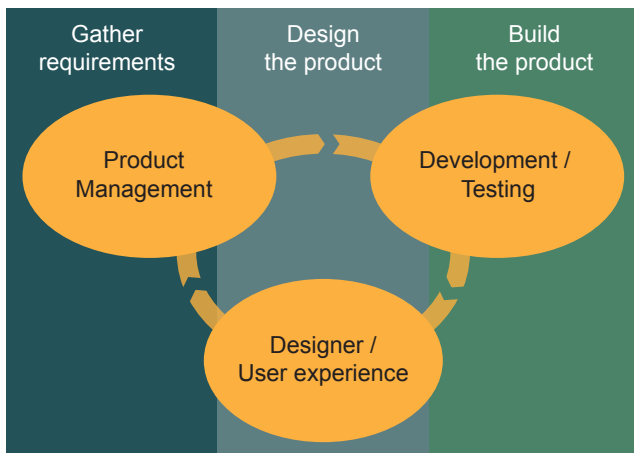 Gather
requirements
Design
the product
Build
the product
Product
Management
Development /
Testing
Designer /
User experience